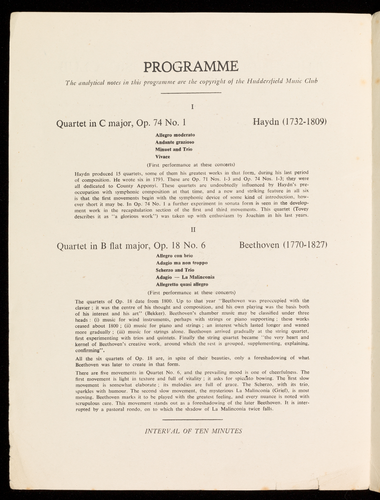 PROGRAMME
The analytical notes in this programme are the copyright of the Huddersfield Music Club
I
Quartet in C major, Op. 74 No. 1 Haydn (1732-1809)
Allegro moderato
Andante grazioso
Minuet and Trio
Vivace
(First performance at these concerts)
Haydn produced 15 quartets, some of them his greatest works in that form, during his last period
of composition. He wrote six in 1793. These are Op. 71 Nos. 1-3 and Op. 74 Nos. 1-3; they were
all dedicated to County Apponyi. These quartets are undoubtedly influenced by Haydn's pre-
occupation with symphonic composition at that time, and a new and striking feature in all six
is that the first movements begin with the symphonic device of some kind of introduction, how-
ever short it may be. In Op. 74 No. 1 a further experiment in sonata form is seen in the develop-
ment work in the recapitulation section of the first and third movements. This quartet (Tovey
describes it as "a glorious work") was taken up with enthusiasm by Joachim in his last years.
II
Quartet in B flat major, Op. 18 No. 6 Beethoven (1770-1827)
Allegro con brio
Adagio ma non troppo
Scherzo and Trio
Adagio — La Malinconia
Allegretto quasi allegro
(First performance at these concerts)
The quartets of Op. 18 date from 1800. Up to that year "Beethoven was preoccupied with the
clavier; it was the centre of his thought and composition, and his own playing was the basis both
of his interest and his art" (Bekker). Beethoven's chamber music may be classified under three
heads: (i) music for wind instruments, perhaps with strings or piano supporting; these works
ceased about 1800; (ii) music for piano and strings; an interest which lasted longer and waned
more gradually; (iii) music for strings alone. Beethoven arrived gradually at the string quartet,
first experimenting with trios and quintets. Finally the string quartet became "the very heart and
kernel of Beethoven's creative work, around which the rest is grouped, supplementing, explaining,
confirming".
All the six quartets of Op. 18 are, in spite of their beauties, only a foreshadowing of what
Beethoven was later to create in that form.
There are five movements in Quartet No. 6, and the prevailing mood is one of cheerfulness. The
first movement is light in texture and full of vitality; it asks for spiccato bowing. The first slow
movement is somewhat elaborate; its melodies are full of grace. The Scherzo, with its trio,
sparkles with humour. The second slow movement, the mysterious La Malinconia (Grief), is most
moving. Beethoven marks it to be played with the greatest feeling, and every nuance is noted with
scrupulous care. This movement stands out as a foreshadowing of the later Beethoven. It is inter-
rupted by a pastoral rondo, on to which the shadow of La Malinconia twice falls.
INTERVAL OF TEN MINUTES